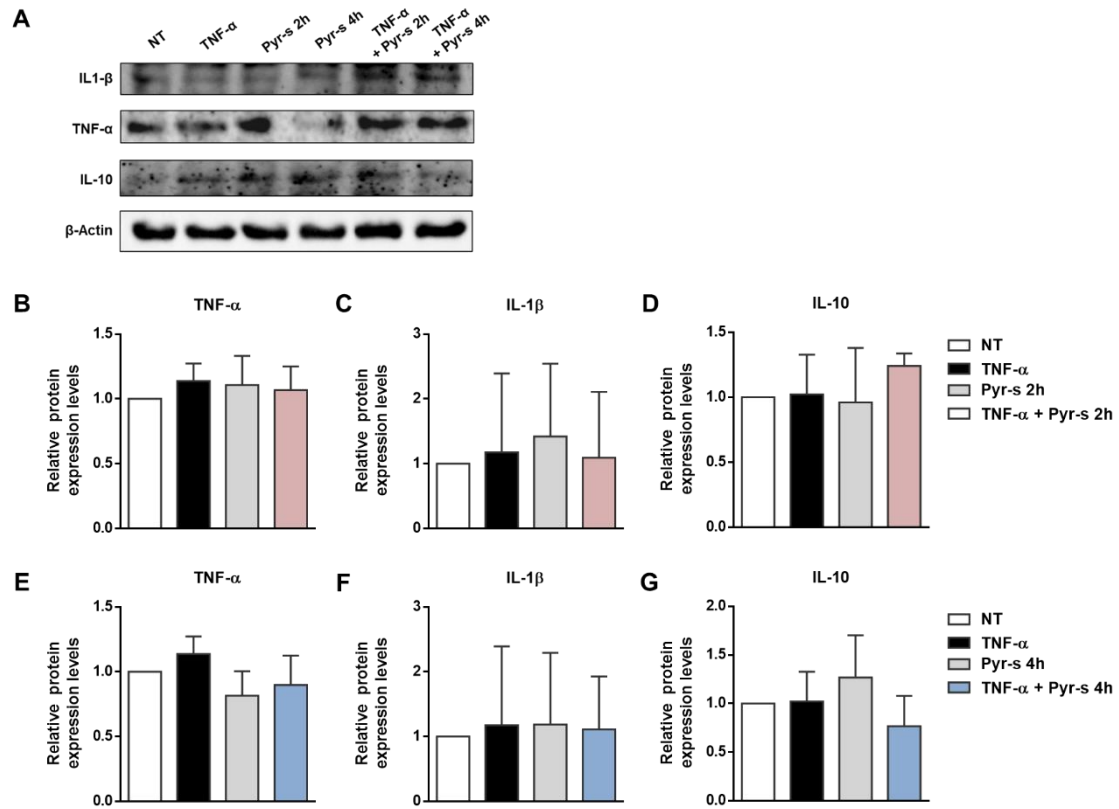 A
NT
TNF-α
Pyr-s 2h
Pyr-s 4h
TNF-α
+ Pyr-s 2h
TNF-α
+ Pyr-s 4h
IL1-β
TNF-α
IL-10
β-Actin
B
TNF-α
Relative protein
expression levels
1.5
1.0
0.5
0.0
C
IL-1β
Relative protein
expression levels
3
2
1
0
D
IL-10
Relative protein
expression levels
1.5
1.0
0.5
0.0
NT
TNF-α
Pyr-s 2h
TNF-α + Pyr-s 2h
E
TNF-α
Relative protein
expression levels
1.5
1.0
0.5
0.0
F
IL-1β
Relative protein
expression levels
3
2
1
0
G
IL-10
Relative protein
expression levels
2.0
1.5
1.0
0.5
0.0
NT
TNF-α
Pyr-s 4h
TNF-α + Pyr-s 4h